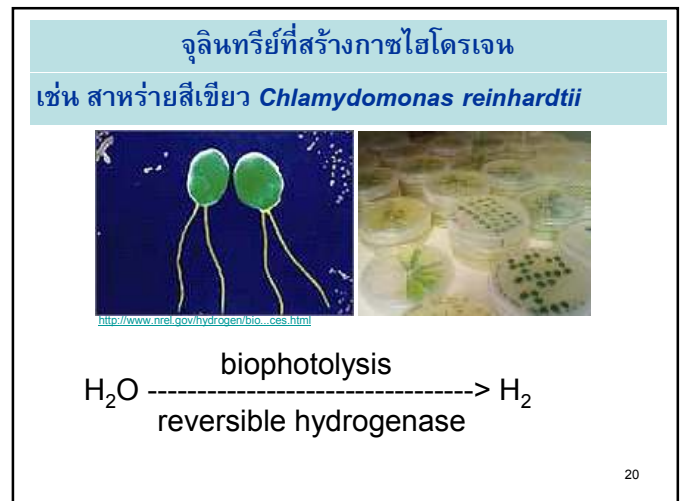 จุลินทรีย์ที่สร้างกาซไฮโดรเจน
เช่น สาหร่ายสีเขียว Chlamydomonas reinhardtii
http://www.nrel.gov/hydrogen/bio...ces.html
biophotolysis
H₂O ---------------------------------> H₂
reversible hydrogenase
20